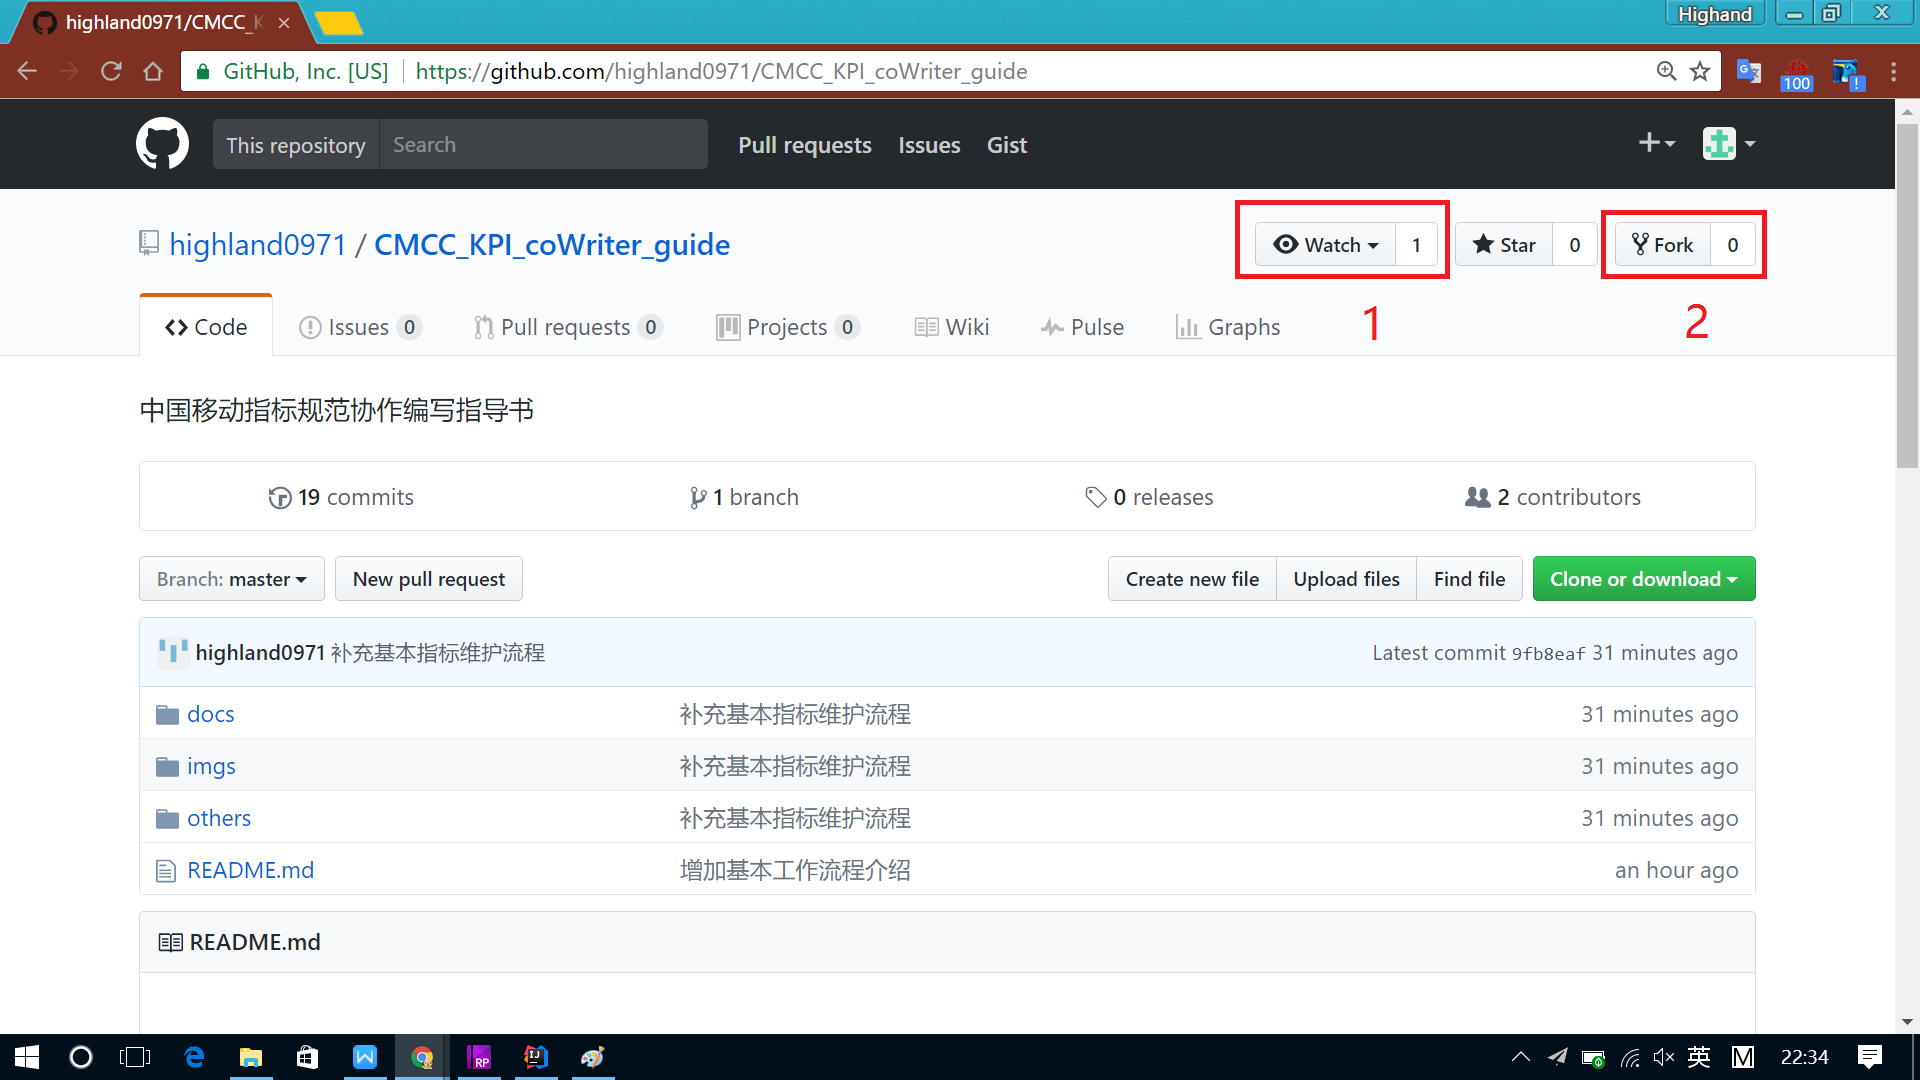 highland0971/CMCC_K
Highand
GitHub, Inc. [US] https://github.com/highland0971/CMCC_KPI_coWriter_guide
100
!
This repository Search Pull requests Issues Gist
highland0971 / CMCC_KPI_coWriter_guide
Watch 1 Star 0 Fork 0
Code Issues 0 Pull requests 0 Projects 0 Wiki Pulse Graphs
1 2
中国移动指标规范协作编写指导书
19 commits 1 branch 0 releases 2 contributors
Branch: master New pull request Create new file Upload files Find file Clone or download
highland0971 补充基本指标维护流程 Latest commit 9fb8eaf 31 minutes ago
docs 补充基本指标维护流程 31 minutes ago
imgs 补充基本指标维护流程 31 minutes ago
others 补充基本指标维护流程 31 minutes ago
README.md 增加基本工作流程介绍 an hour ago
README.md
W RP IJ 英 M 22:34